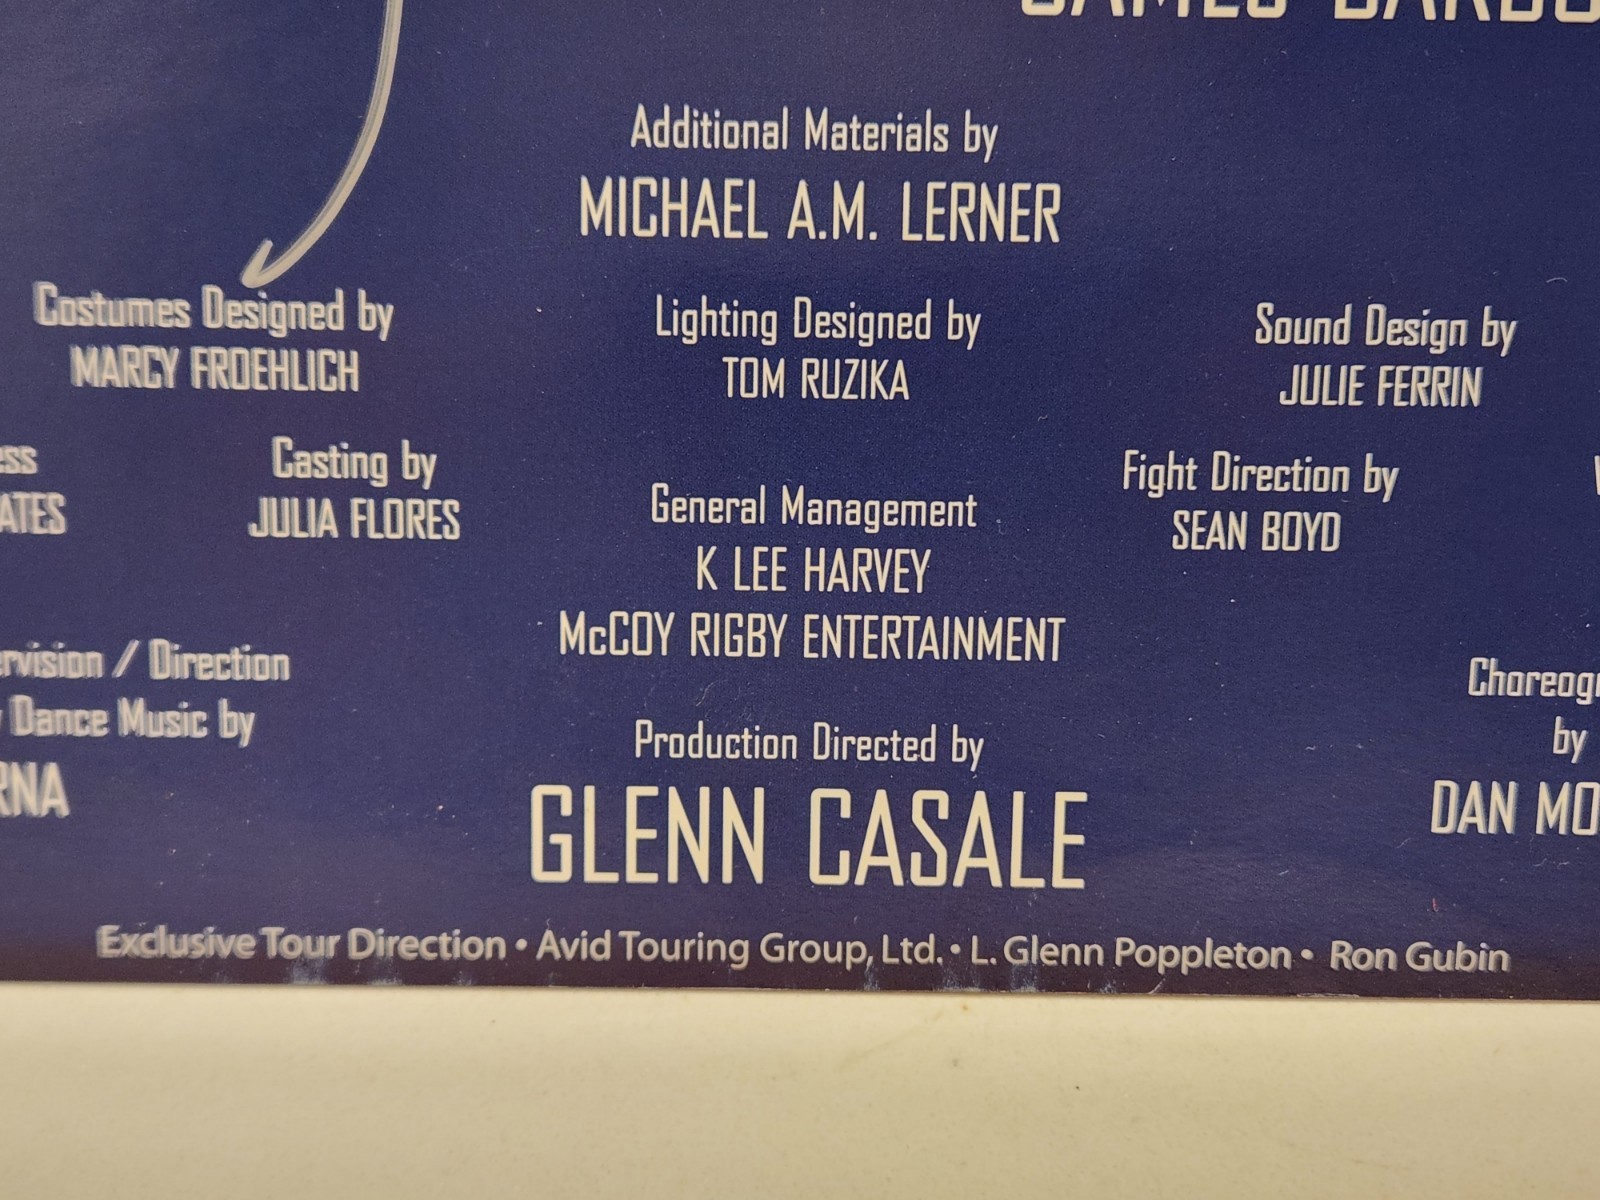 Additional Materials by
MICHAEL A.M. LERNER
Costumes Designed by
MARCY FROEHLICH
Lighting Designed by
TOM RUZIKA
Sound Design by
JULIE FERRIN
Casting by
JULIA FLORES
General Management
K LEE HARVEY
McCOY RIGBY ENTERTAINMENT
Fight Direction by
SEAN BOYD
/ Direction
Dance Music by
by
DAN
Production Directed by
GLENN CASALE
Exclusive Tour Direction • Avid Touring Group, Ltd. • L. Glenn Poppleton • Ron Gubin